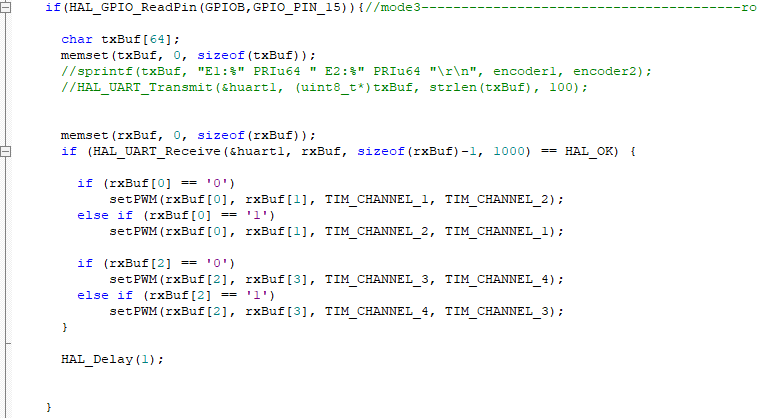 if(HAL_GPIO_ReadPin(GPIOB,GPIO_PIN_15)){//mode3----------------------------------------ro
char txBuf[64];
memset(txBuf, 0, sizeof(txBuf));
//sprintf(txBuf, "E1:%" PRIu64 " E2:%" PRIu64 "\r\n", encoder1, encoder2);
//HAL_UART_Transmit(&huart1, (uint8_t*)txBuf, strlen(txBuf), 100);
memset(rxBuf, 0, sizeof(rxBuf));
if (HAL_UART_Receive(&huart1, rxBuf, sizeof(rxBuf)-1, 1000) == HAL_OK) {
if (rxBuf[0] == '0')
setPWM(rxBuf[0], rxBuf[1], TIM_CHANNEL_1, TIM_CHANNEL_2);
else if (rxBuf[0] == '1')
setPWM(rxBuf[0], rxBuf[1], TIM_CHANNEL_2, TIM_CHANNEL_1);
if (rxBuf[2] == '0')
setPWM(rxBuf[2], rxBuf[3], TIM_CHANNEL_3, TIM_CHANNEL_4);
else if (rxBuf[2] == '1')
setPWM(rxBuf[2], rxBuf[3], TIM_CHANNEL_4, TIM_CHANNEL_3);
}
HAL_Delay(1);
}